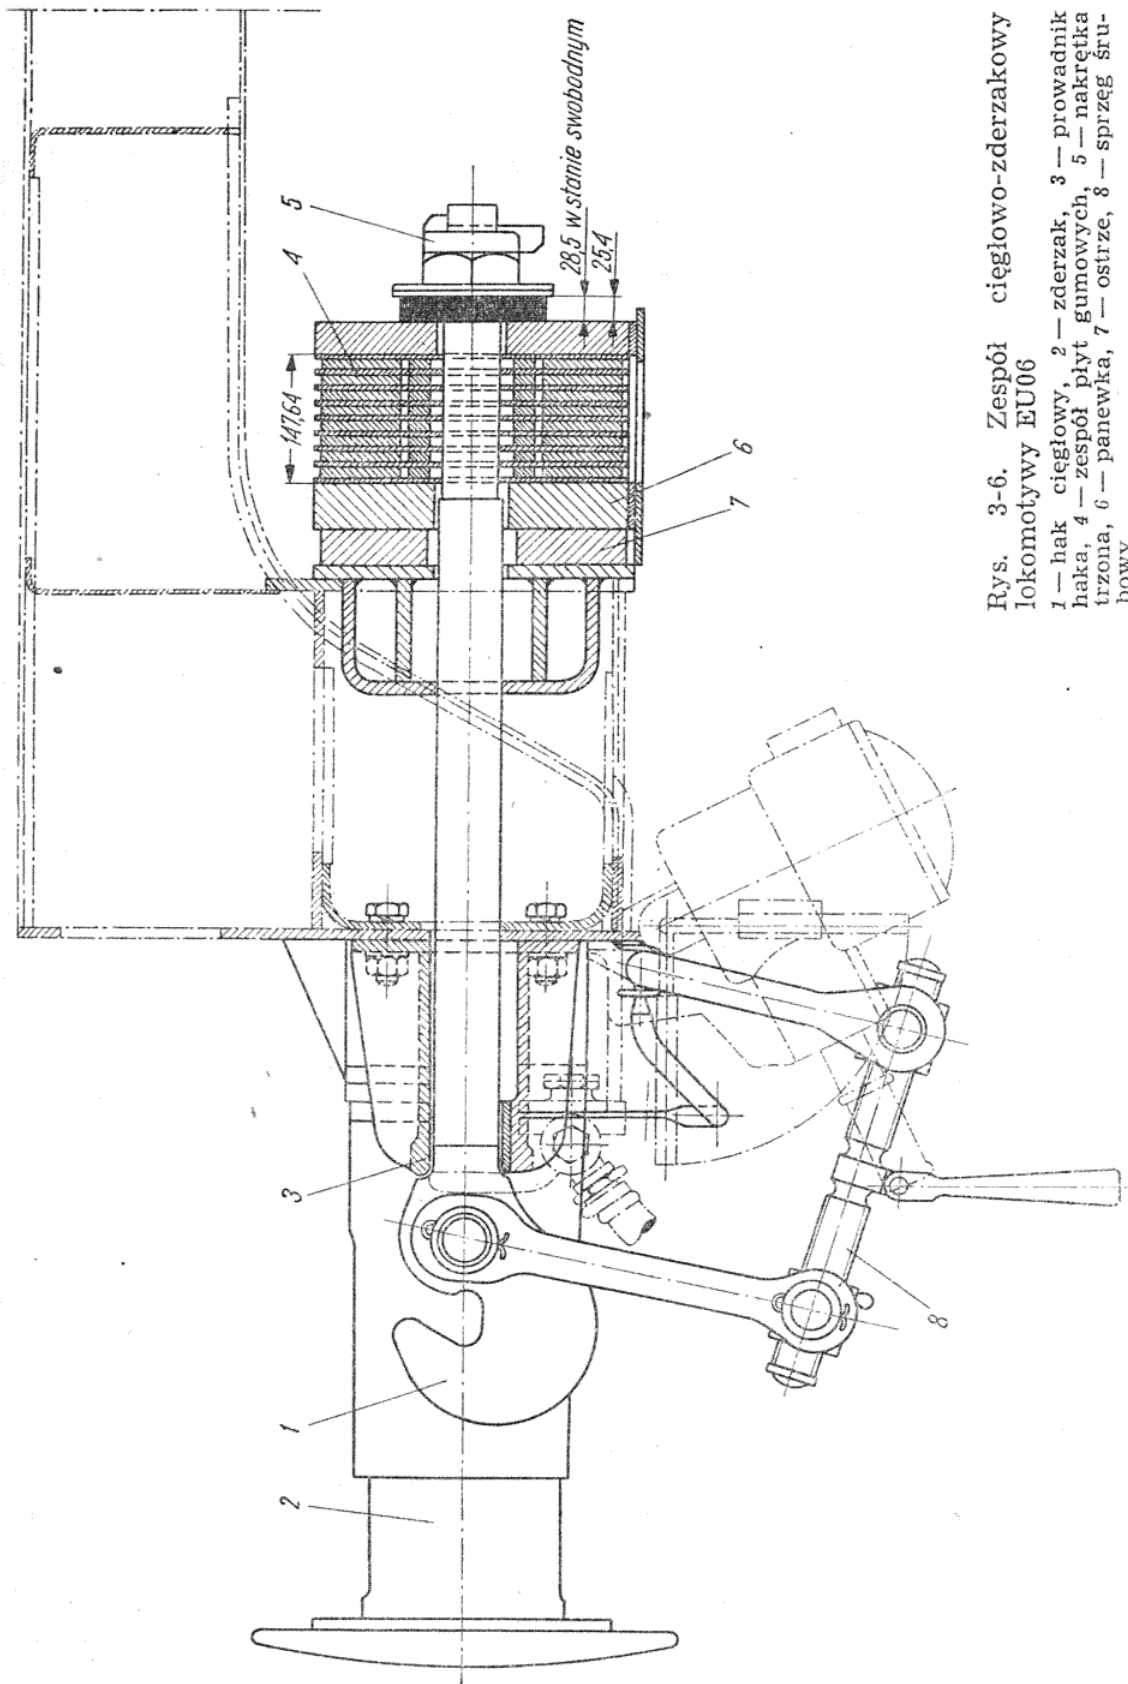 5
4
147,64
28,5 w stanie swobodnym
25,4
6
7
3
1
2
8
Rys. 3-6. Zespół cięgłowo-zderzakowy
lokomotywy EU06
1 — hak cięgłowy, 2 — zderzak, 3 — prowadnik
haka, 4 — zespół płyt gumowych, 5 — nakrętka
trzona, 6 — panewka, 7 — ostrze, 8 — sprzęg śru-
bowy